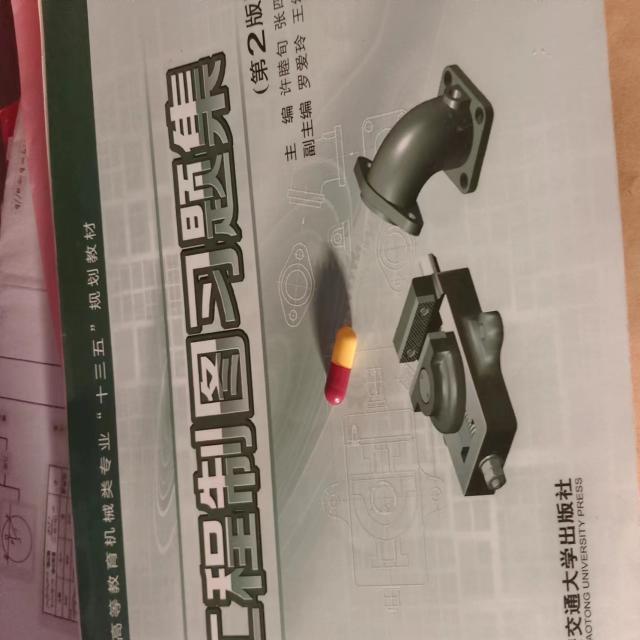 高等教育机械类专业“十三五”规划教材
工程制图习题集
(第2版)
主 编 许睦旬
副主编 罗爱玲
交通大学出版社
AOTONG UNIVERSITY PRESS